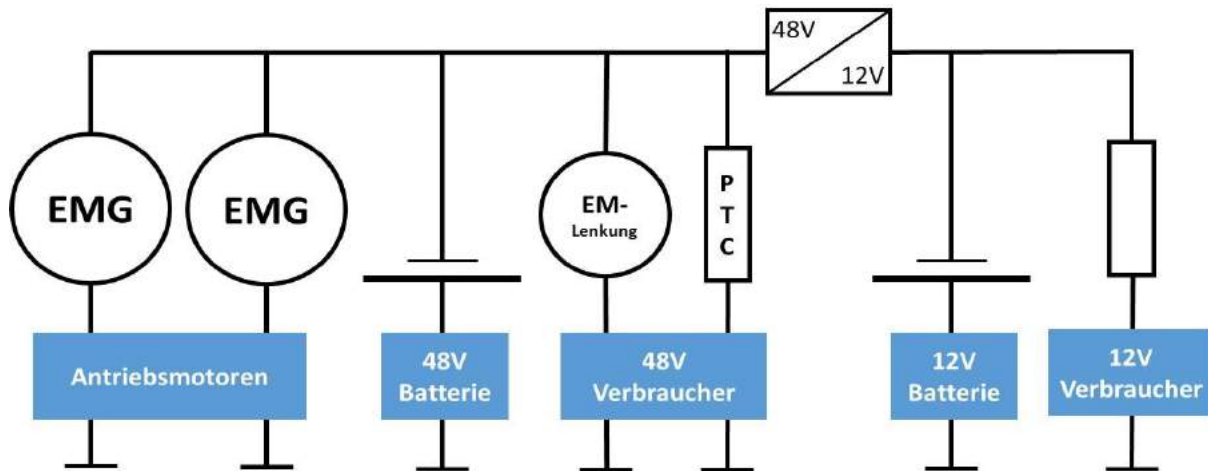 48V
12V
EMG
EMG
EM-
Lenkung
P
T
C
Antriebsmotoren
48V
Batterie
48V
Verbraucher
12V
Batterie
12V
Verbraucher